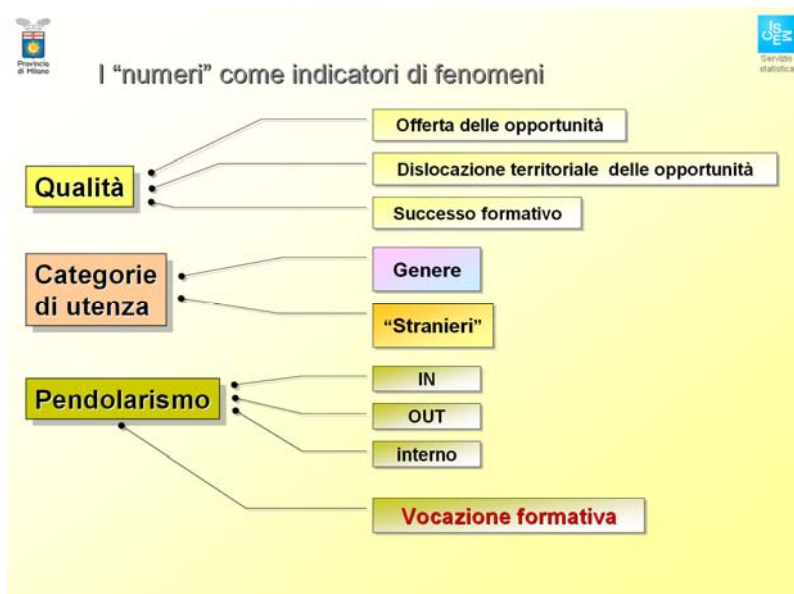 Provincia
di Milano
CISEM
Servizio
statistica
I “numeri” come indicatori di fenomeni
Qualità
Offerta delle opportunità
Dislocazione territoriale delle opportunità
Successo formativo
Categorie
di utenza
Genere
“Stranieri”
Pendolarismo
IN
OUT
interno
Vocazione formativa